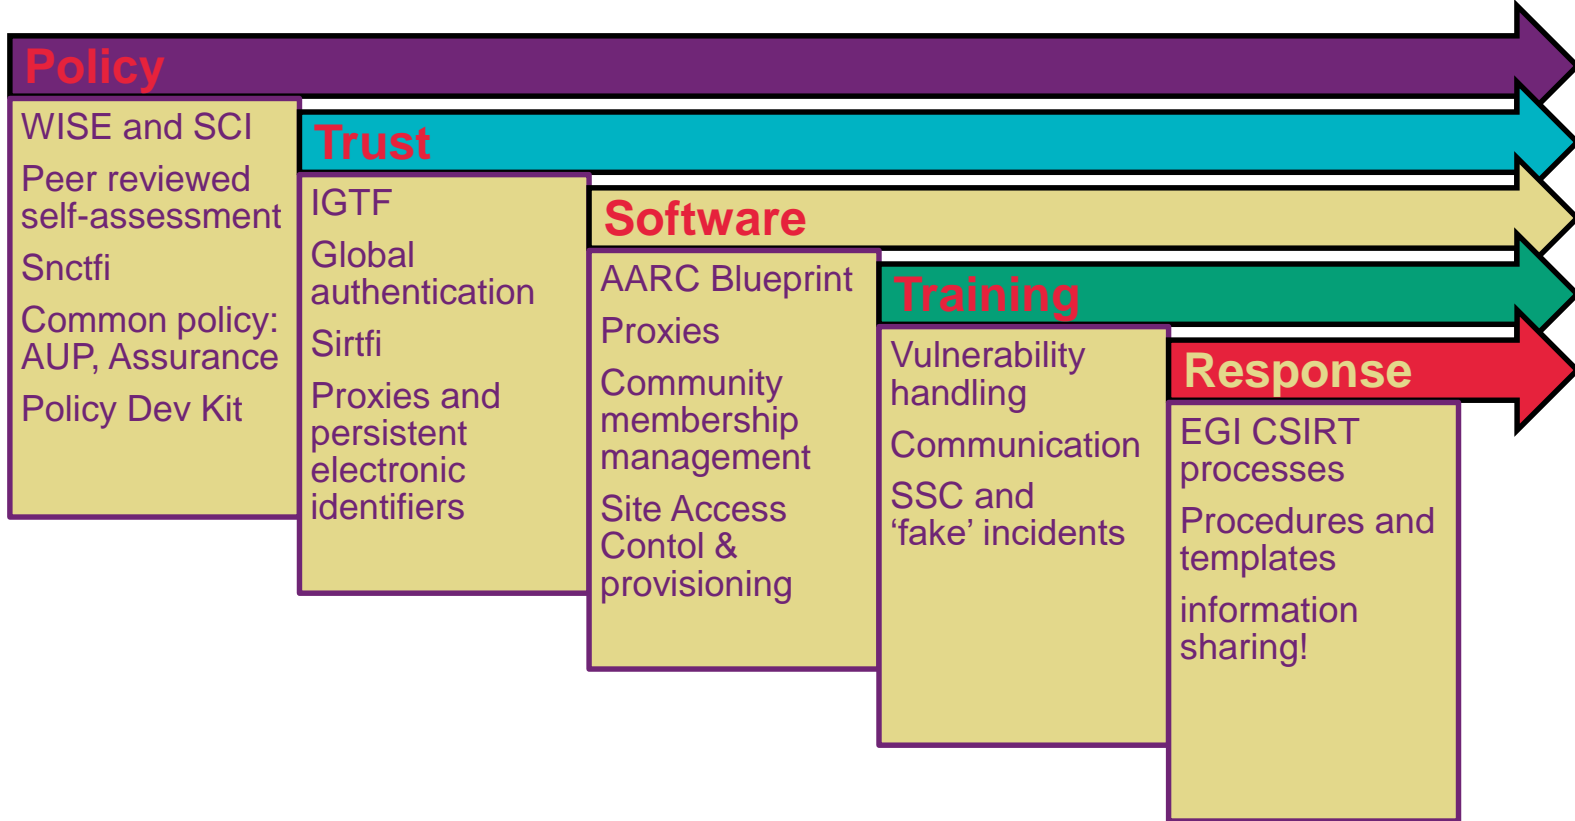 Policy
WISE and SCI
Peer reviewed
self-assessment
Snctfi
Common policy:
AUP, Assurance
Policy Dev Kit
Trust
IGTF
Global
authentication
Sirtfi
Proxies and
persistent
electronic
identifiers
Software
AARC Blueprint
Proxies
Community
membership
management
Site Access
Contol &
provisioning
Training
Vulnerability
handling
Communication
SSC and
‘fake’ incidents
Response
EGI CSIRT
processes
Procedures and
templates
information
sharing!